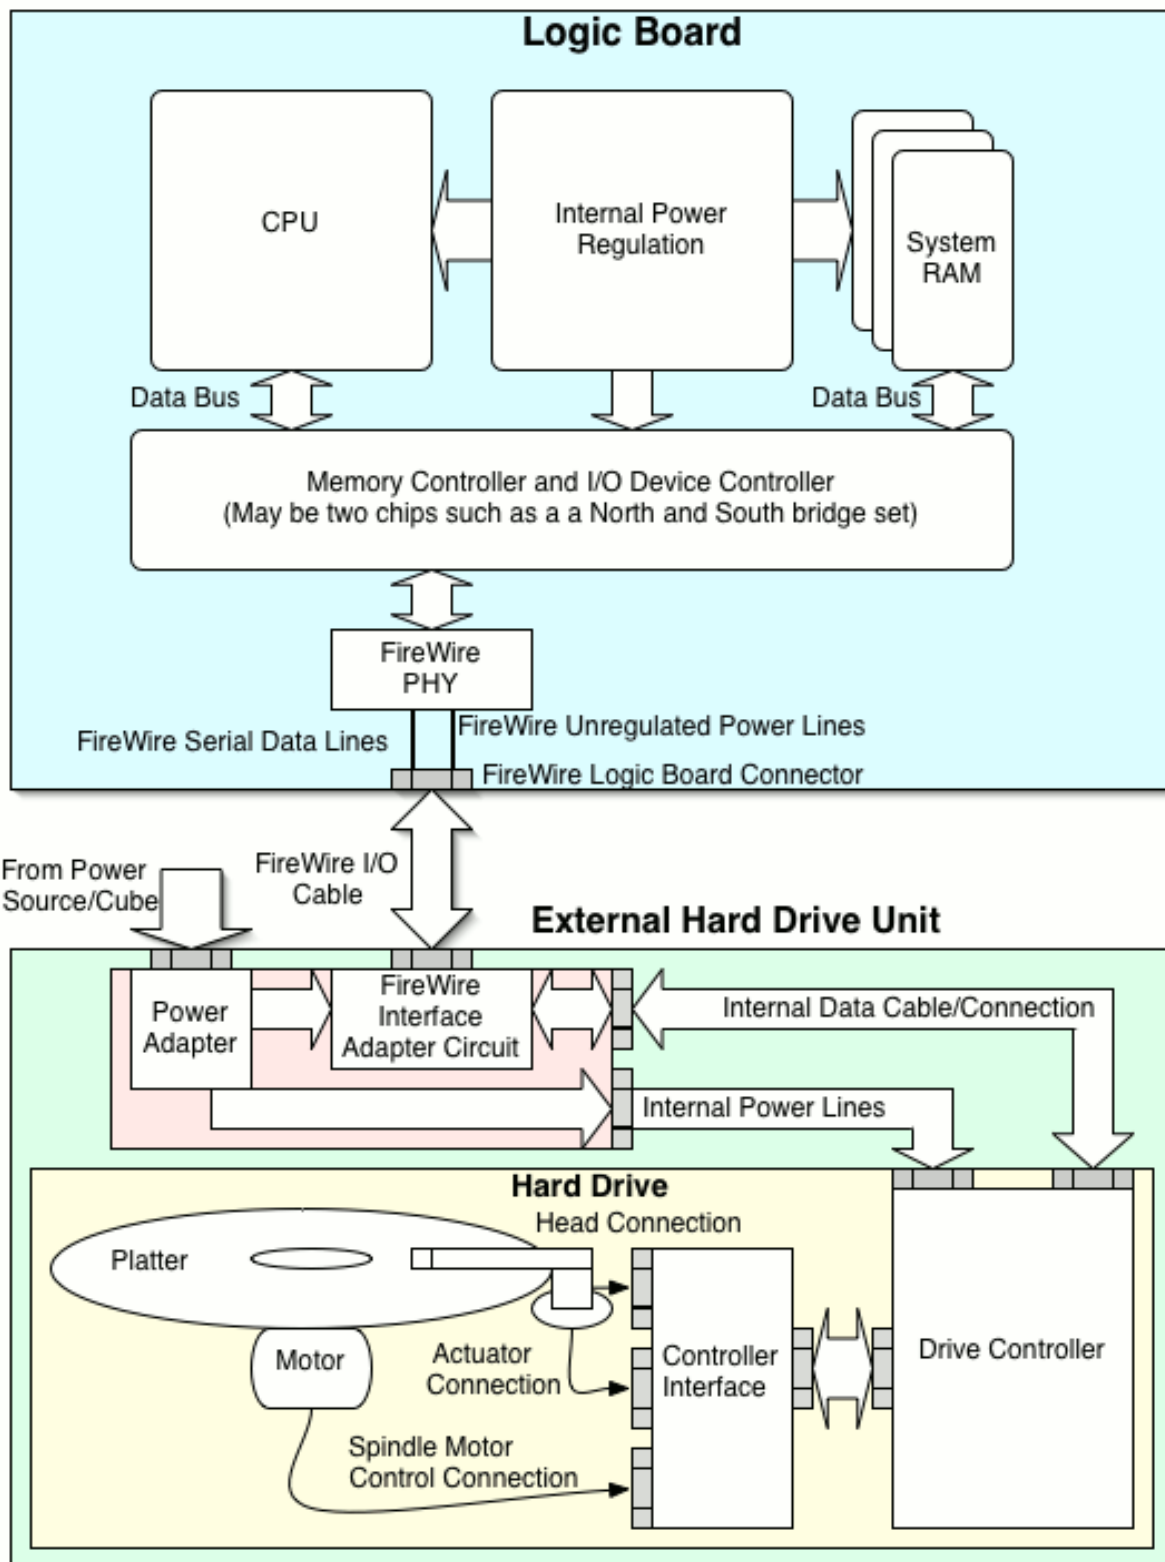 Logic Board
CPU
Internal Power
Regulation
System
RAM
Data Bus
Data Bus
Memory Controller and I/O Device Controller
(May be two chips such as a a North and South bridge set)
FireWire
PHY
FireWire Serial Data Lines
FireWire Unregulated Power Lines
FireWire Logic Board Connector
From Power
Source/Cube
FireWire I/O
Cable
External Hard Drive Unit
Power
Adapter
FireWire
Interface
Adapter Circuit
Internal Data Cable/Connection
Internal Power Lines
Hard Drive
Head Connection
Platter
Motor
Actuator
Connection
Controller
Interface
Drive Controller
Spindle Motor
Control Connection